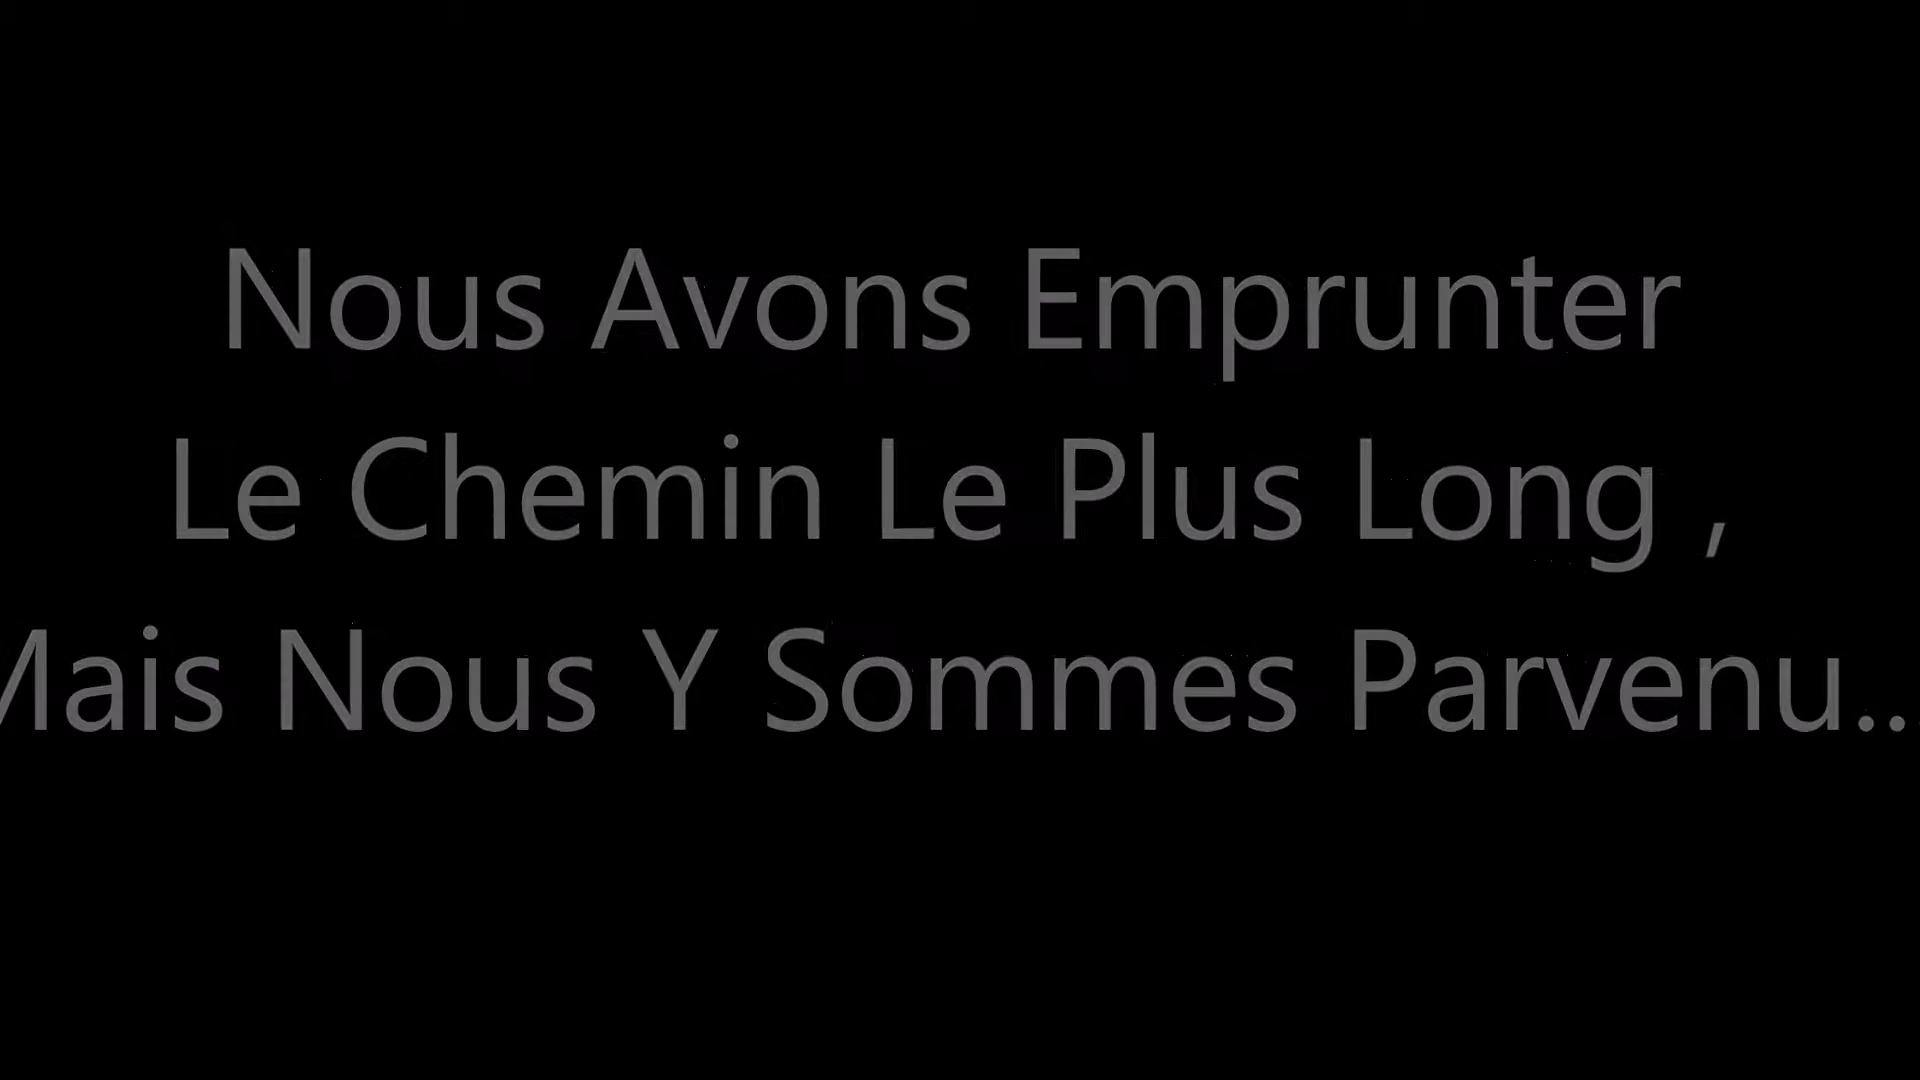 Nous Avons Emprunter
Le Chemin Le Plus Long ,
Mais Nous Y Sommes Parvenu...